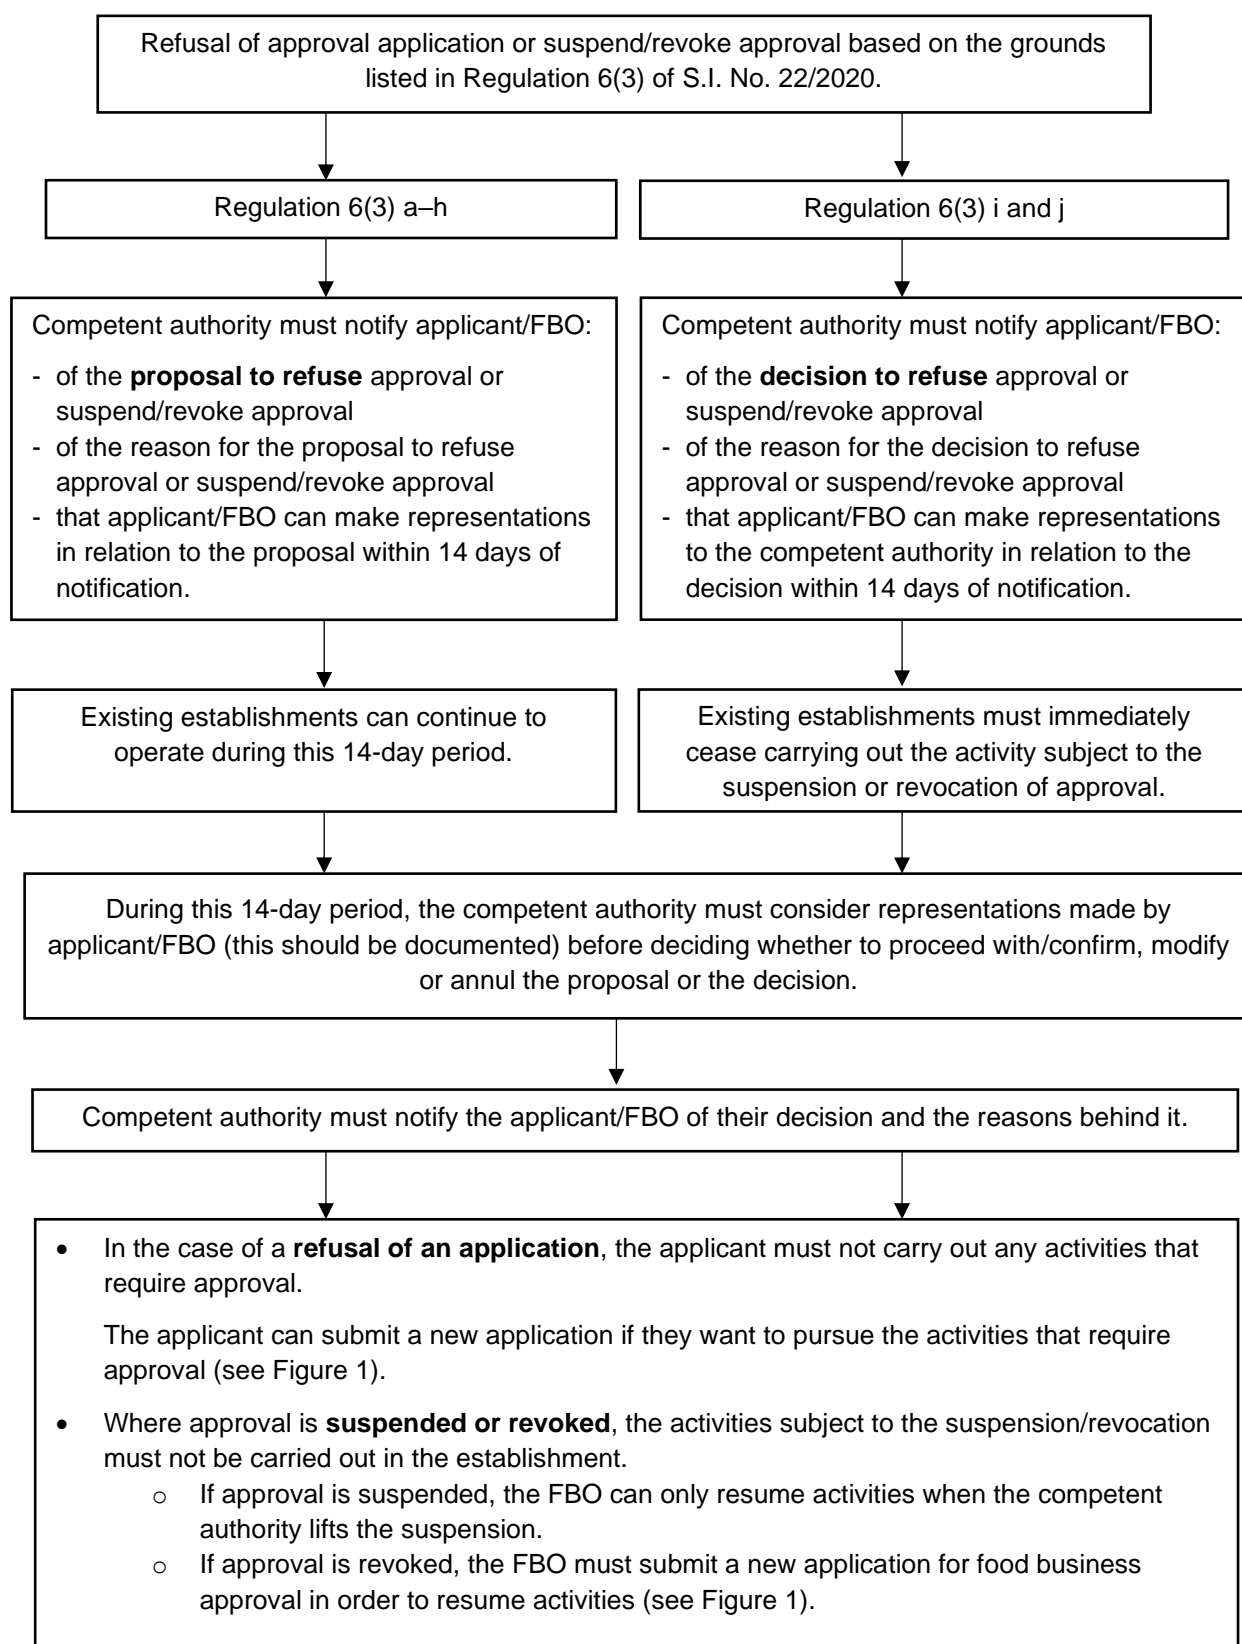 Refusal of approval application or suspend/revoke approval based on the grounds
listed in Regulation 6(3) of S.I. No. 22/2020.
Regulation 6(3) a–h
Regulation 6(3) i and j
Competent authority must notify applicant/FBO:
- of the proposal to refuse approval or
suspend/revoke approval
- of the reason for the proposal to refuse
approval or suspend/revoke approval
- that applicant/FBO can make representations
in relation to the proposal within 14 days of
notification.
Competent authority must notify applicant/FBO:
- of the decision to refuse approval or
suspend/revoke approval
- of the reason for the decision to refuse
approval or suspend/revoke approval
- that applicant/FBO can make representations
to the competent authority in relation to the
decision within 14 days of notification.
Existing establishments can continue to
operate during this 14-day period.
Existing establishments must immediately
cease carrying out the activity subject to the
suspension or revocation of approval.
During this 14-day period, the competent authority must consider representations made by
applicant/FBO (this should be documented) before deciding whether to proceed with/confirm, modify
or annul the proposal or the decision.
Competent authority must notify the applicant/FBO of their decision and the reasons behind it.
• In the case of a refusal of an application, the applicant must not carry out any activities that
require approval.
The applicant can submit a new application if they want to pursue the activities that require
approval (see Figure 1).
• Where approval is suspended or revoked, the activities subject to the suspension/revocation
must not be carried out in the establishment.
o If approval is suspended, the FBO can only resume activities when the competent
authority lifts the suspension.
o If approval is revoked, the FBO must submit a new application for food business
approval in order to resume activities (see Figure 1).